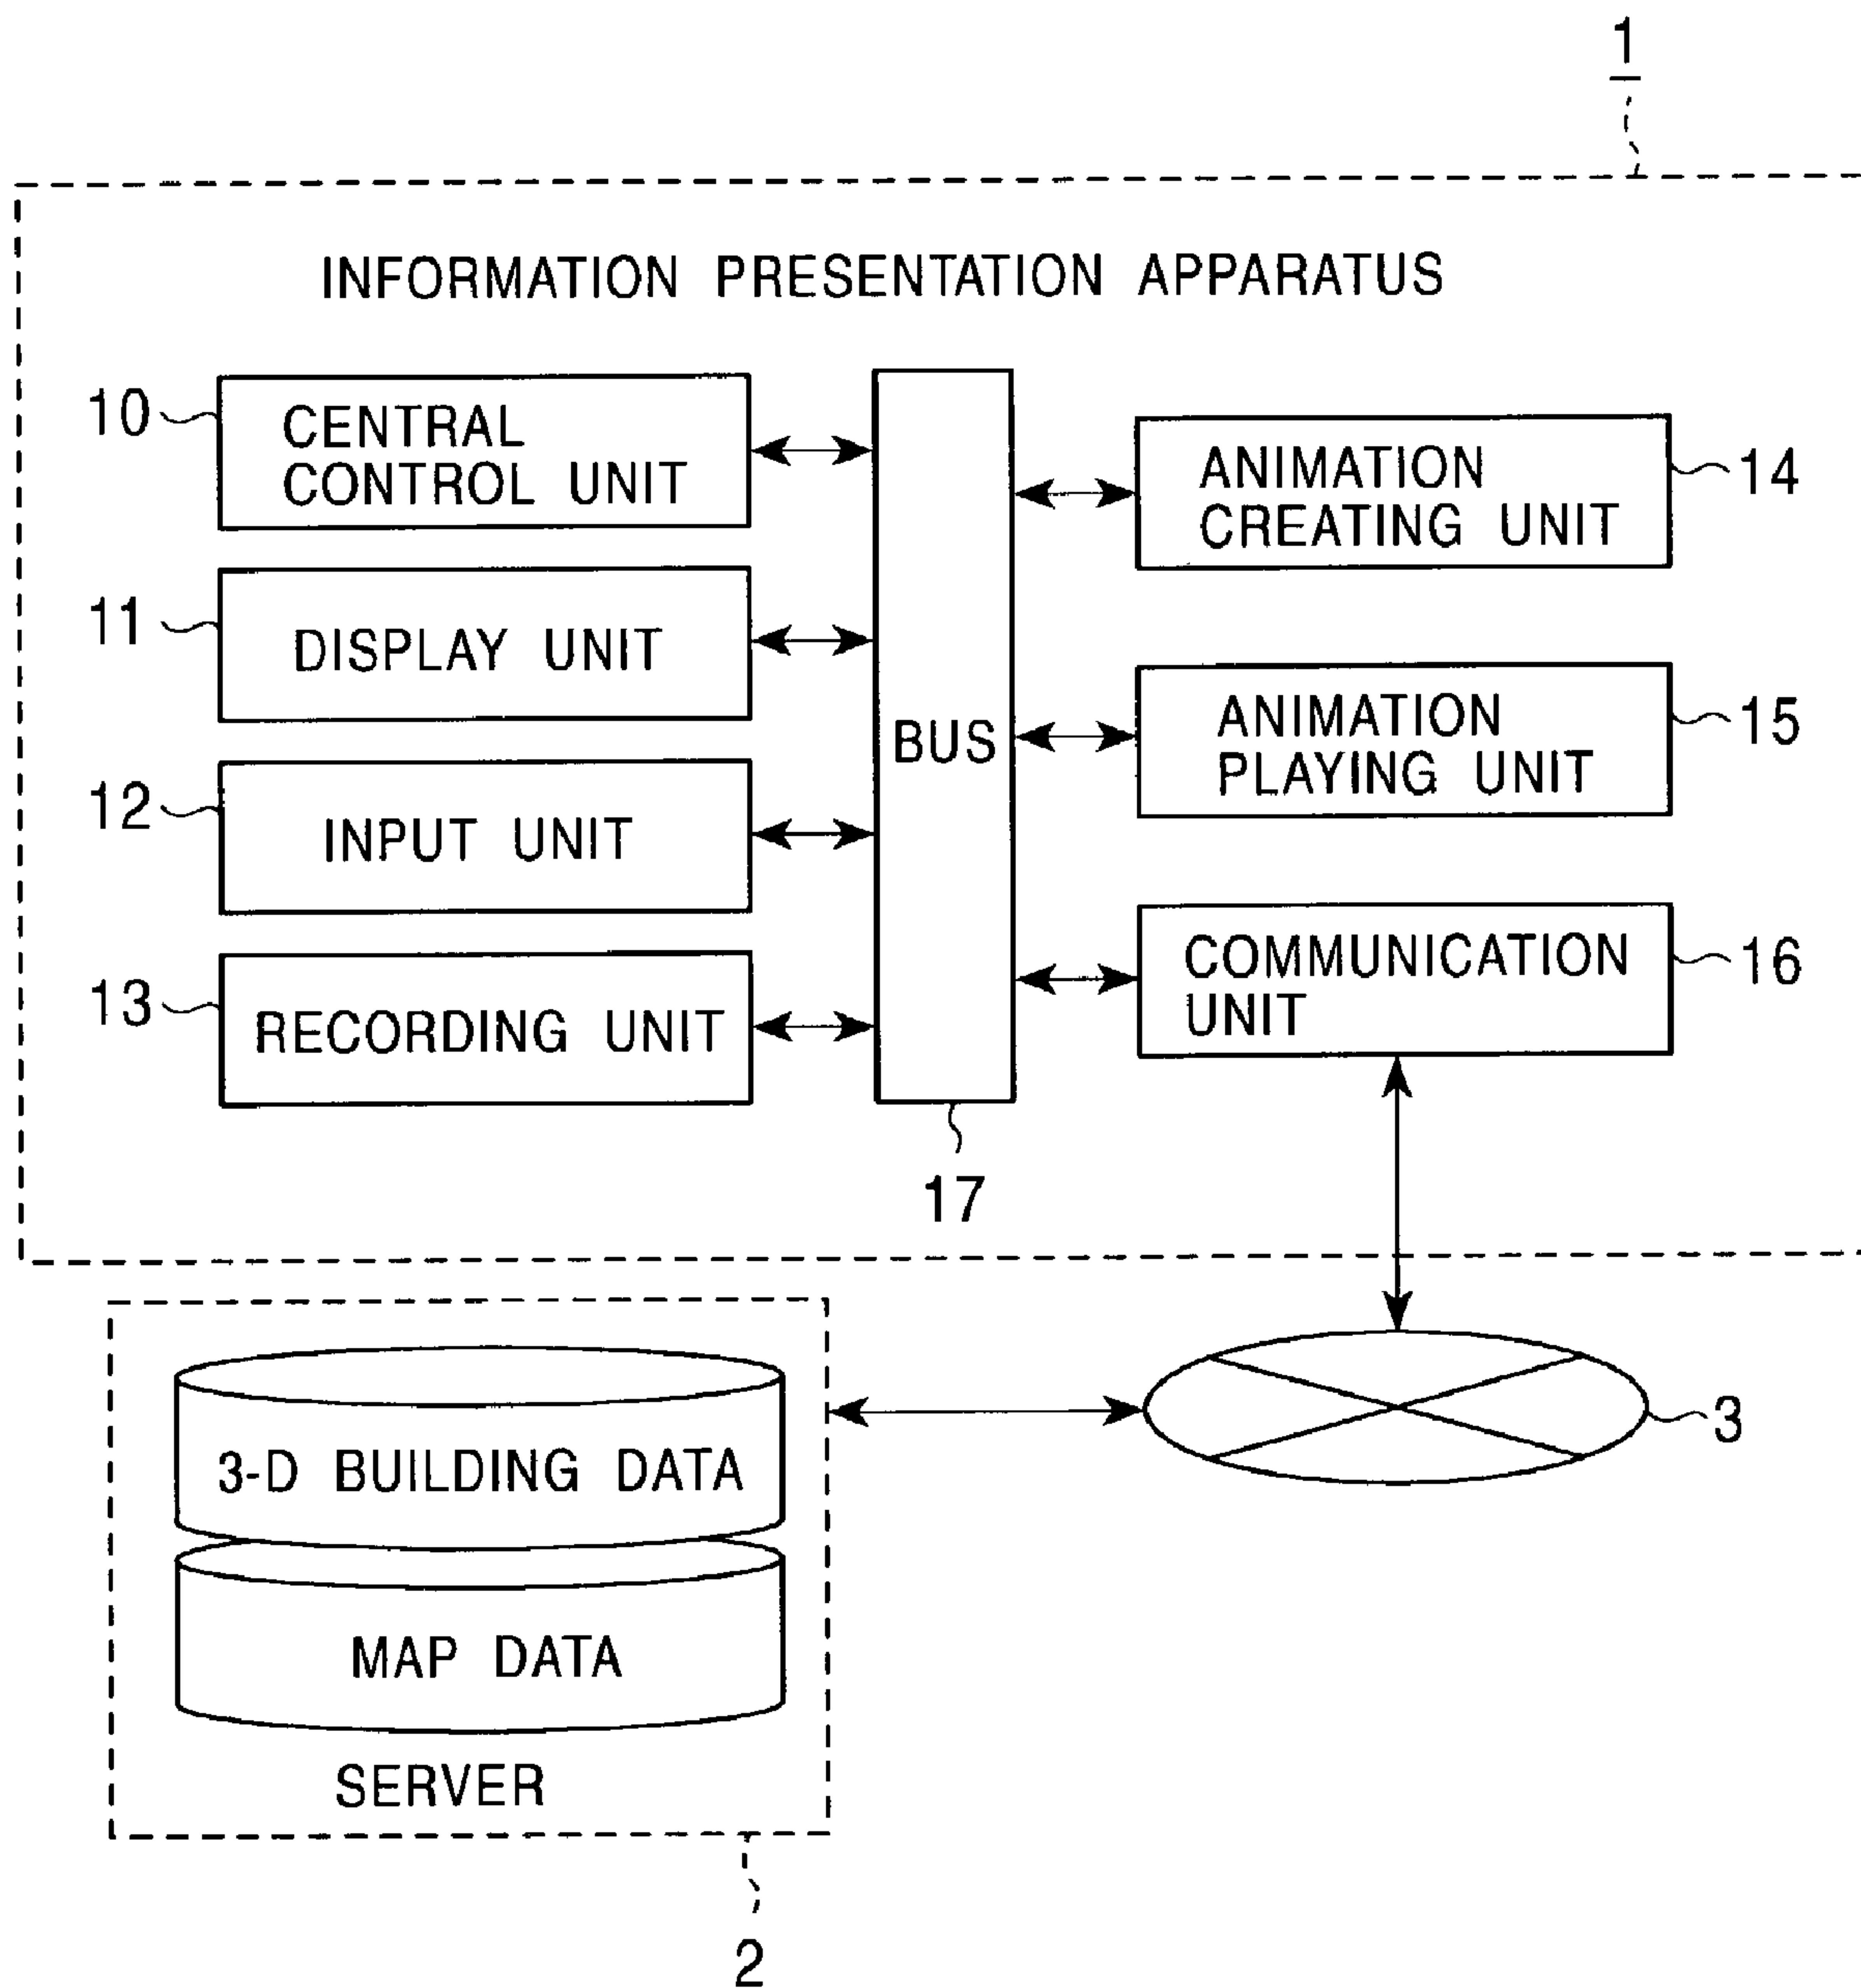 1
INFORMATION PRESENTATION APPARATUS
10
CENTRAL
CONTROL UNIT
11
DISPLAY UNIT
12
INPUT UNIT
13
RECORDING UNIT
BUS
17
ANIMATION
CREATING UNIT
14
ANIMATION
PLAYING UNIT
15
COMMUNICATION
UNIT
16
3-D BUILDING DATA
MAP DATA
SERVER
2
3